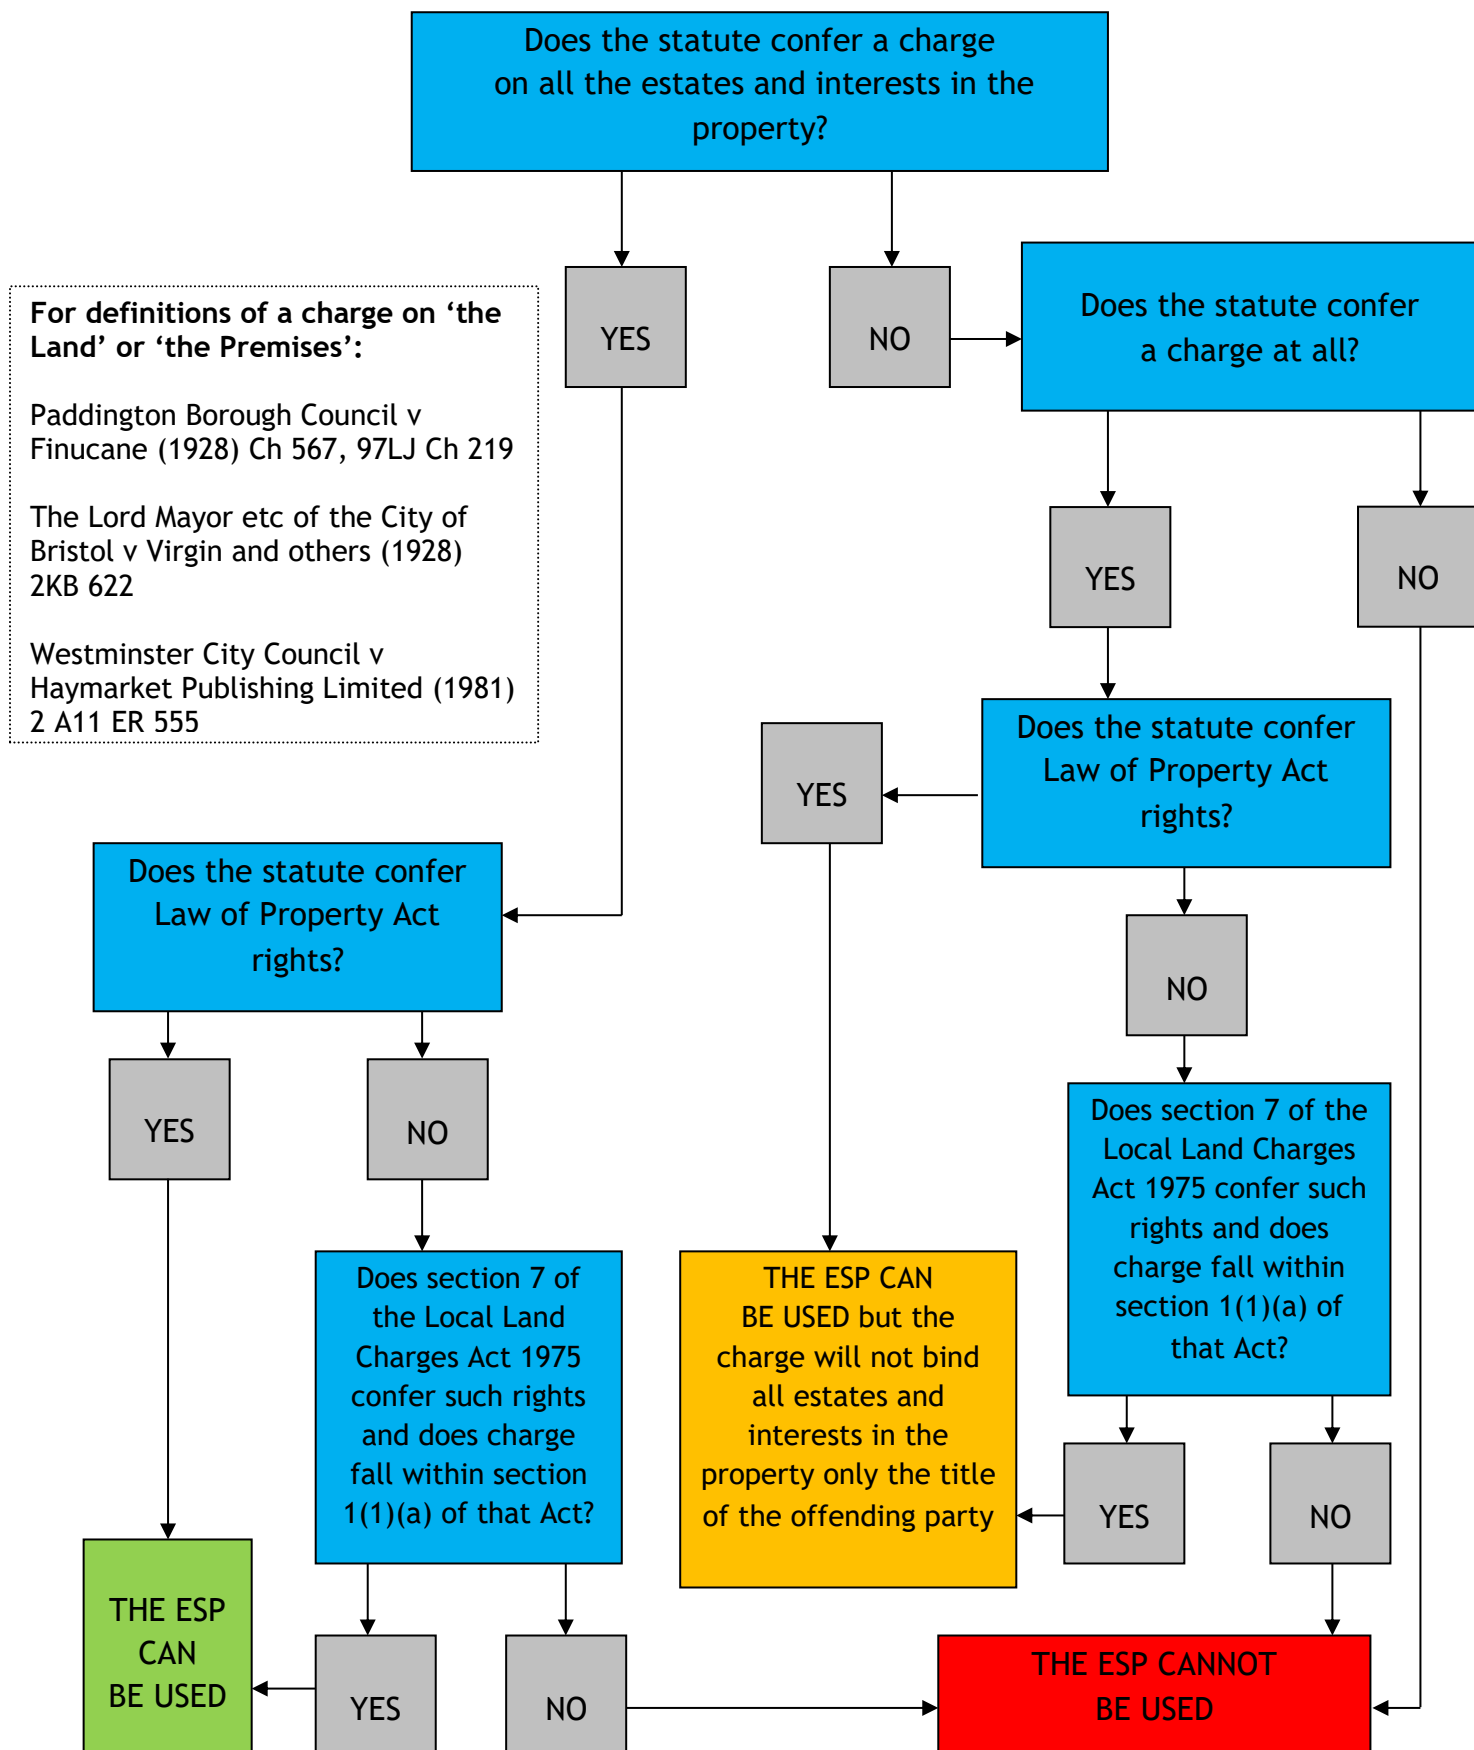 Does the statute confer a charge
on all the estates and interests in the
property?
YES
NO
Does the statute confer
a charge at all?
For definitions of a charge on ‘the
Land’ or ‘the Premises’:
Paddington Borough Council v
Finucane (1928) Ch 567, 97LJ Ch 219
The Lord Mayor etc of the City of
Bristol v Virgin and others (1928)
2KB 622
Westminster City Council v
Haymarket Publishing Limited (1981)
2 A11 ER 555
YES
NO
Does the statute confer
Law of Property Act
rights?
YES
Does the statute confer
Law of Property Act
rights?
NO
YES
NO
Does section 7 of the
Local Land Charges
Act 1975 confer such
rights and does
charge fall within
section 1(1)(a) of
that Act?
Does section 7 of
the Local Land
Charges Act 1975
confer such rights
and does charge
fall within section
1(1)(a) of that Act?
THE ESP CAN
BE USED but the
charge will not bind
all estates and
interests in the
property only the title
of the offending party
YES
NO
THE ESP
CAN
BE USED
YES
NO
THE ESP CANNOT
BE USED